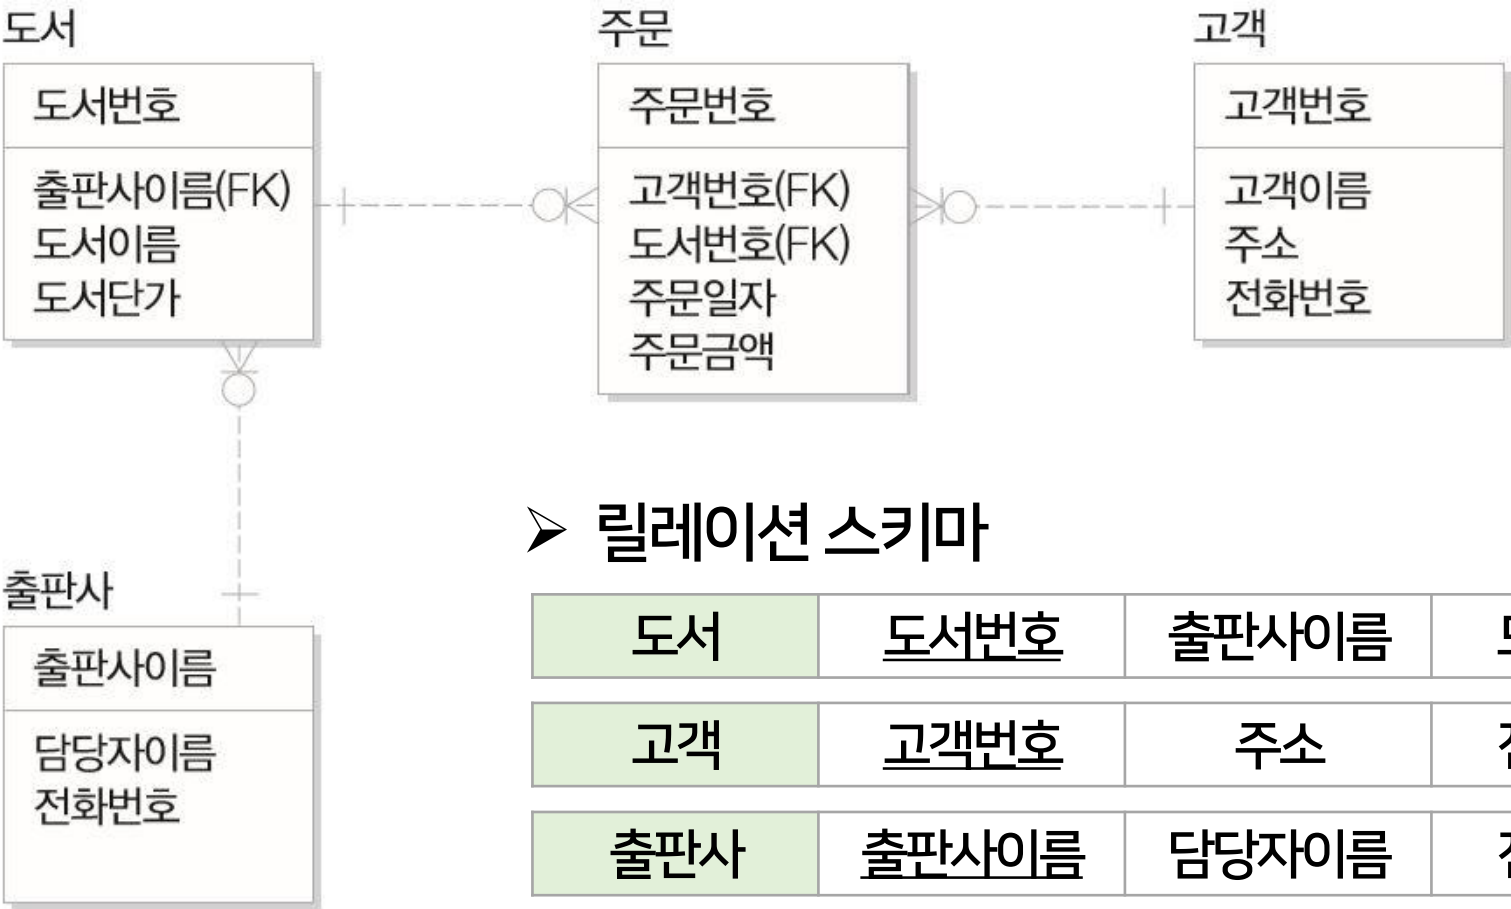 도서
도서번호
출판사이름(FK)
도서이름
도서단가
주문
주문번호
고객번호(FK)
도서번호(FK)
주문일자
주문금액
고객
고객번호
고객이름
주소
전화번호
출판사
출판사이름
담당자이름
전화번호
➢ 릴레이션 스키마
도서 도서번호 출판사이름
고객 고객번호 주소
출판사 출판사이름 담당자이름